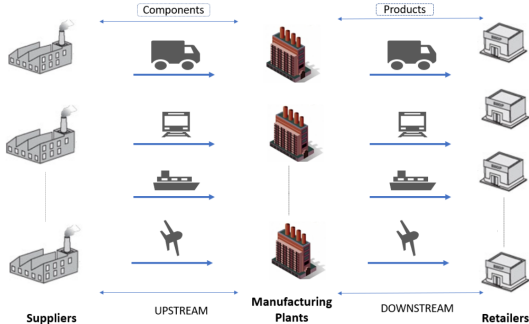 Components
Products
Suppliers
UPSTREAM
Manufacturing
Plants
DOWNSTREAM
Retailers